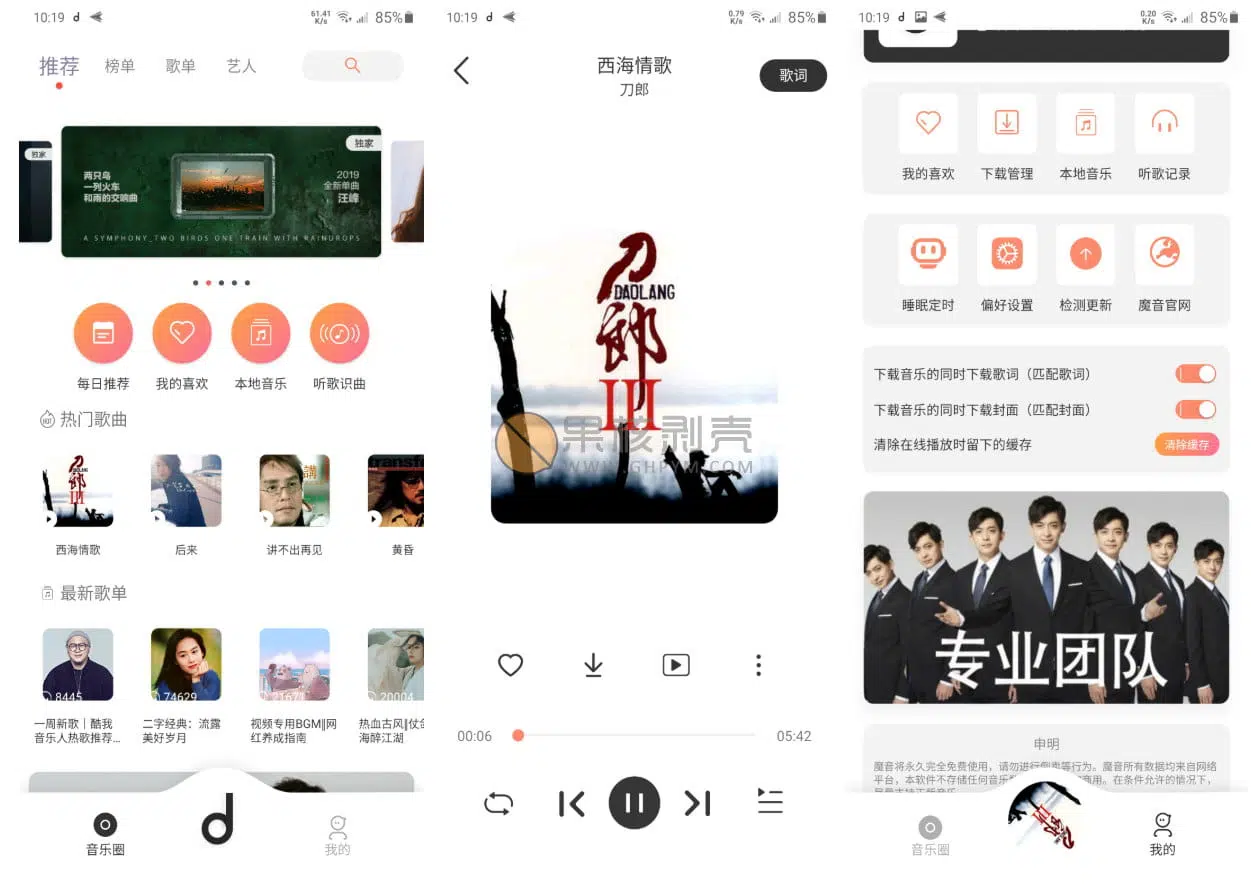 10:19
61.41
K/s
85%
推荐
榜单
歌单
艺人
独家
独家
两只鸟
一列火车
和雨的交响曲
2019
全新单曲
汪峰
A SYMPHONY_TWO BIRDS ONE TRAIN WITH RAINDROPS
每日推荐
我的喜欢
本地音乐
听歌识曲
HOT
热门歌曲
西海情歌
后来
讲不出再见
黄昏
最新歌单
8445
74629
21671
20004
一周新歌｜酷我
音乐人热歌推荐...
二字经典：流露
美好岁月
视频专用BGM‖网
红养成指南
热血古风‖仗剑
海醉江湖
音乐圈
我的
10:19
0.79
K/s
85%
西海情歌
刀郎
歌词
刀郎
DAOLANG
III
果核剥壳
WWW.GHPYM.COM
00:06
05:42
10:19
0.20
K/s
85%
我的喜欢
下载管理
本地音乐
听歌记录
睡眠定时
偏好设置
检测更新
魔音官网
下载音乐的同时下载歌词（匹配歌词）
下载音乐的同时下载封面（匹配封面）
清除在线播放时留下的缓存
清除缓存
专业团队
申明
魔音将永久完全免费使用，请勿进行倒卖等行为。魔音所有数据均来自网络
平台，本软件不存储任何音乐
商用。在条件允许的情况下，
音乐圈
我的